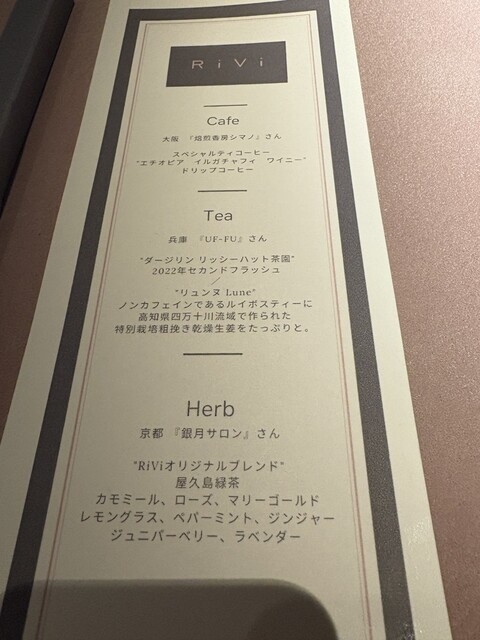 RiVi
Cafe
大阪 『焙煎香房シマノ』さん
スペシャルティコーヒー
"エチオピア イルガチャフィ ワイニー"
ドリップコーヒー
Tea
兵庫 『UF-FU』さん
"ダージリン リッシーハット茶園"
2022年セカンドフラッシュ
/
"リュンヌ Lune"
ノンカフェインであるルイボスティーに
高知県四万十川流域で作られた
特別栽培粗挽き乾燥生姜をたっぷりと。
Herb
京都 『銀月サロン』さん
"RiViオリジナルブレンド"
屋久島緑茶
カモミール、ローズ、マリーゴールド
レモングラス、ペパーミント、ジンジャー
ジュニパーベリー、ラベンダー